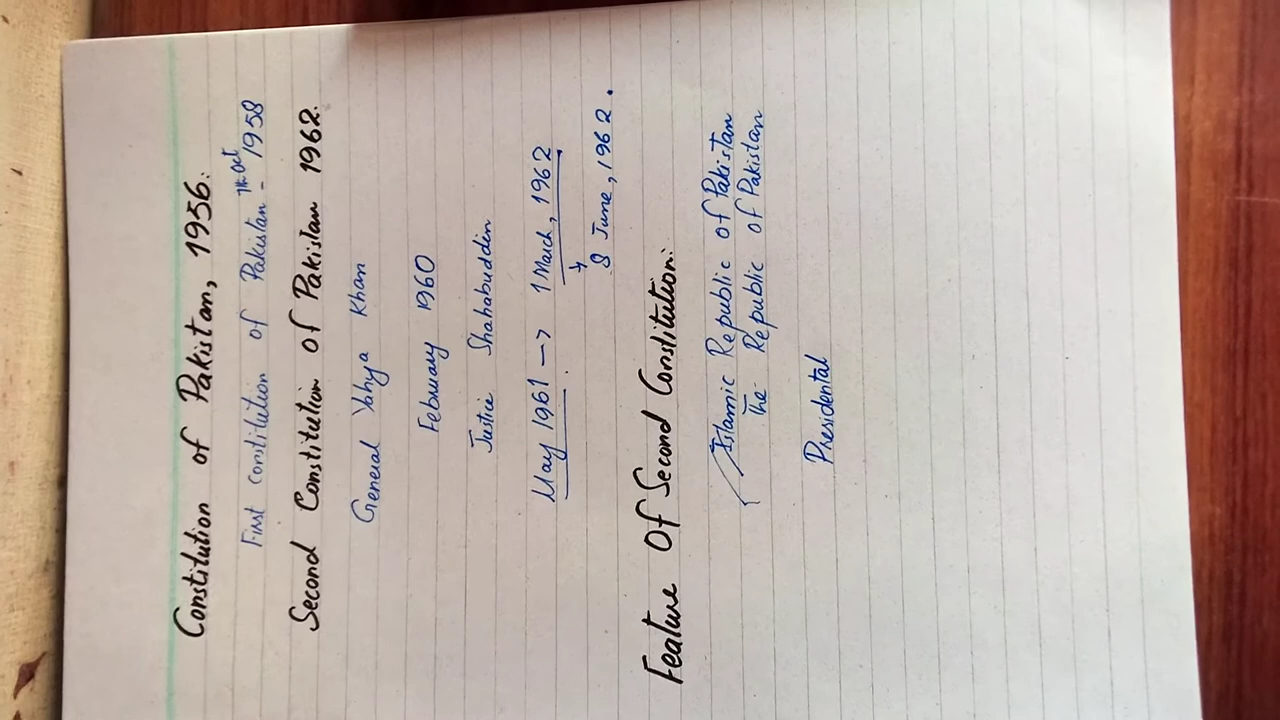 Constitution of Pakistan, 1956:
First constitution of Pakistan - 7th Oct 1958
Second Constitution of Pakistan 1962.
General Yahya Khan
February 1960
Justice Shahabuddin
May 1961 -> 1 March, 1962
↓
8 June, 1962.
Feature Of Second Constitution:
Islamic Republic of Pakistan
The Republic of Pakistan
Presidental